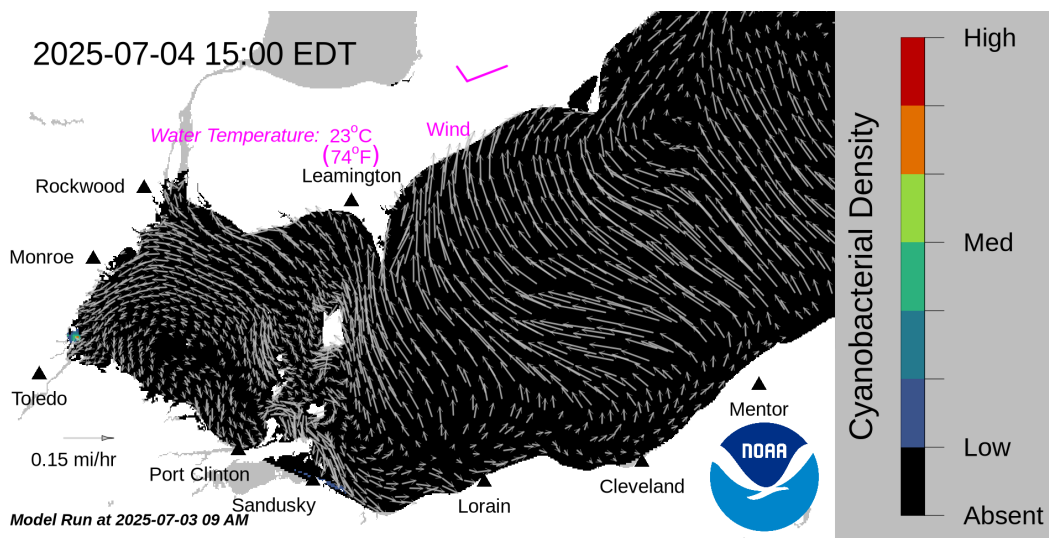 2025-07-04 15:00 EDT
Water Temperature: 23°C
(74°F)
Wind
Leamington
Rockwood
Monroe
Toledo
0.15 mi/hr
Port Clinton
Sandusky
Lorain
Cleveland
Mentor
NOAA
Model Run at 2025-07-03 09 AM
Cyanobacterial Density
High
Med
Low
Absent